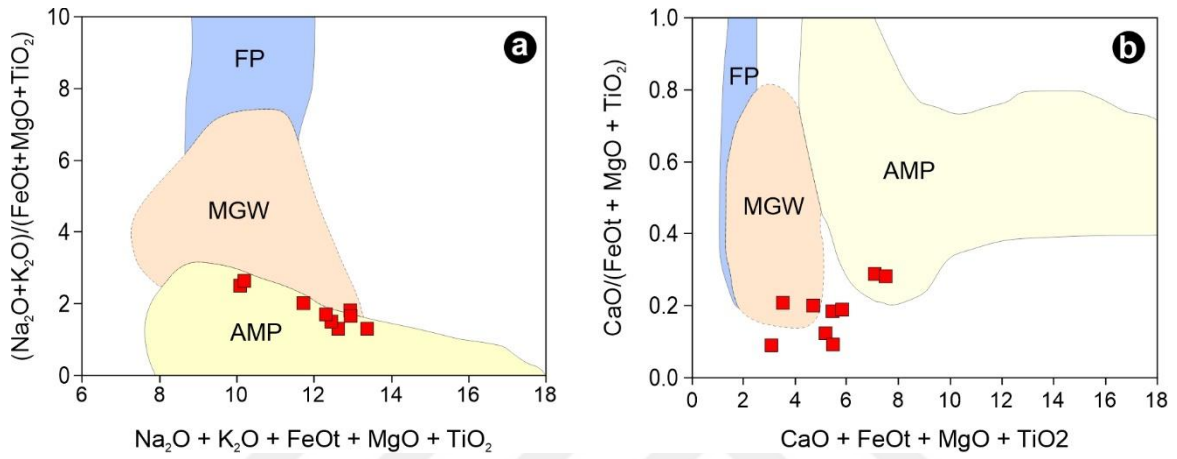 a
(Na₂O+K₂O)/(FeOt+MgO+TiO₂)
10
8
6
4
2
0
FP
MGW
AMP
6 8 10 12 14 16 18
Na₂O + K₂O + FeOt + MgO + TiO₂
b
CaO/(FeOt + MgO + TiO₂)
1.0
0.8
0.6
0.4
0.2
0.0
FP
MGW
AMP
0 2 4 6 8 10 12 14 16 18
CaO + FeOt + MgO + TiO2